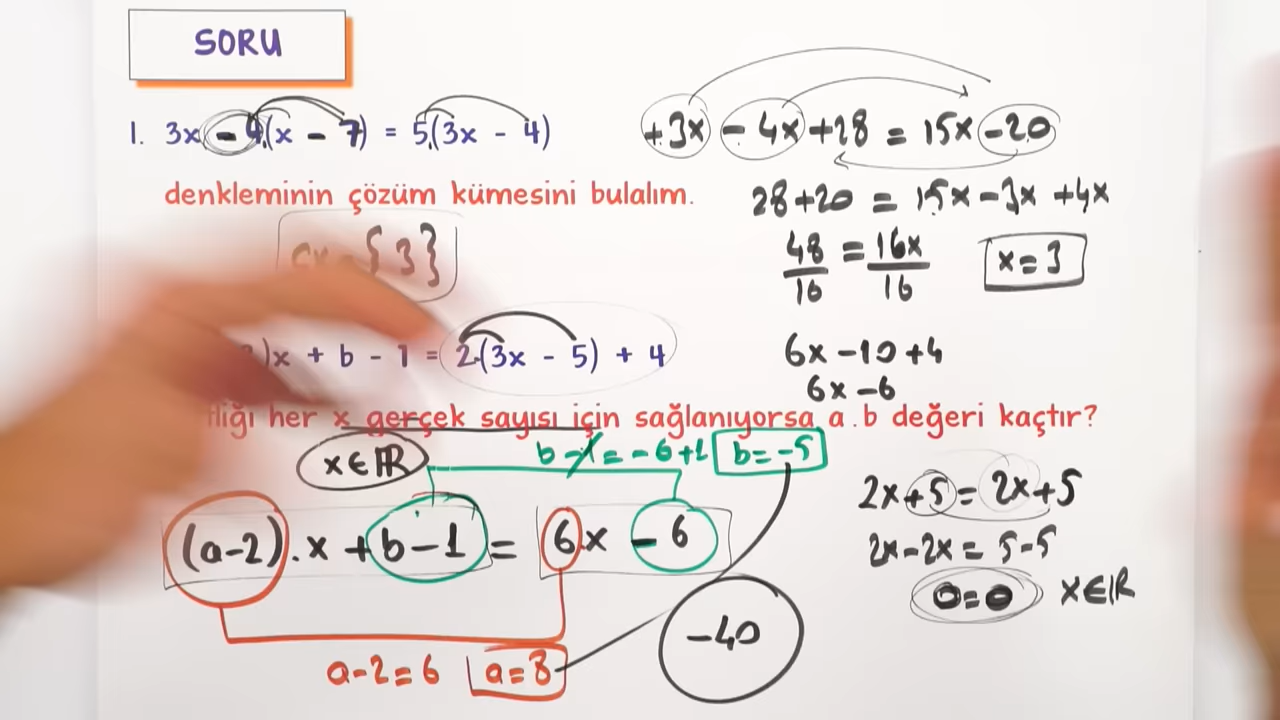 SORU
1. 3x - 4.(x - 7) = 5.(3x - 4)
denkleminin çözüm kümesini bulalım.
{3}
)x + b - 1 = 2.(3x - 5) + 4
her x gerçek sayısı için sağlanıyorsa a.b değeri kaçtır?
x∈ℝ
b-1=-6+1
b=-5
(a-2).x+b-1=6x-6
a-2=6
a=8
-40
+3x-4x+28=15x-20
28+20=15x-3x+4x
48/16=16x/16
x=3
6x-10+4
6x-6
2x+5=2x+5
2x-2x=5-5
0=0 x∈ℝ